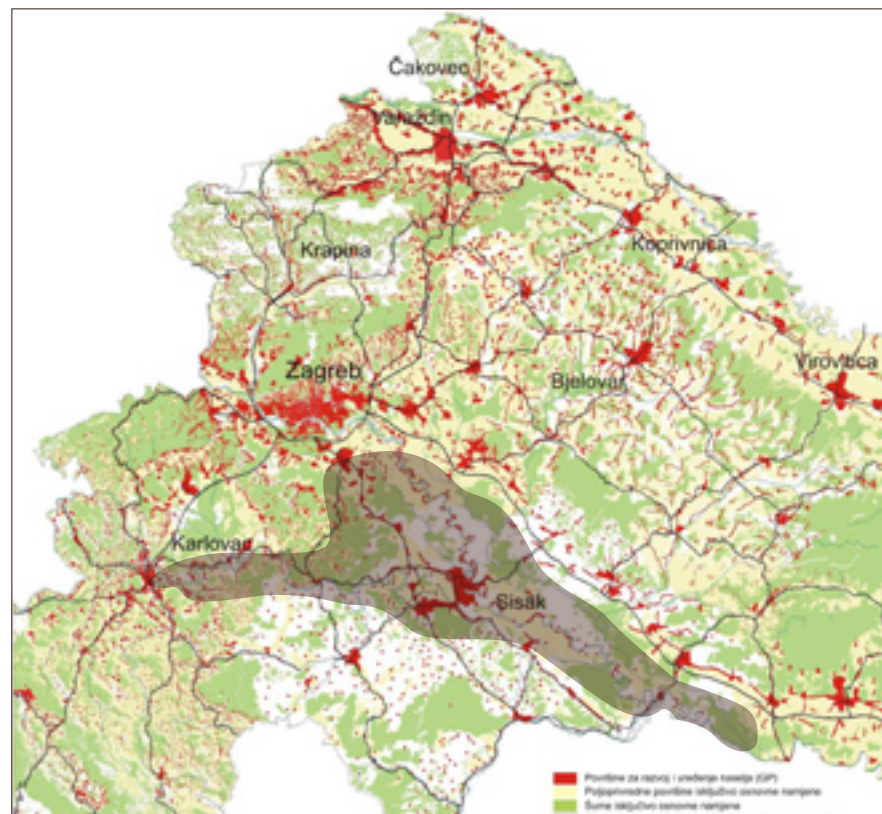 Čakovec
Varaždin
Krapina
Koprivnica
Zagreb
Bjelovar
Virovitica
Karlovac
Sisak
Površine za razvoj i uređenje naselja (GP)
Poljoprivredne površine isključivo osnovne namjene
Šume isključivo osnovne namjene